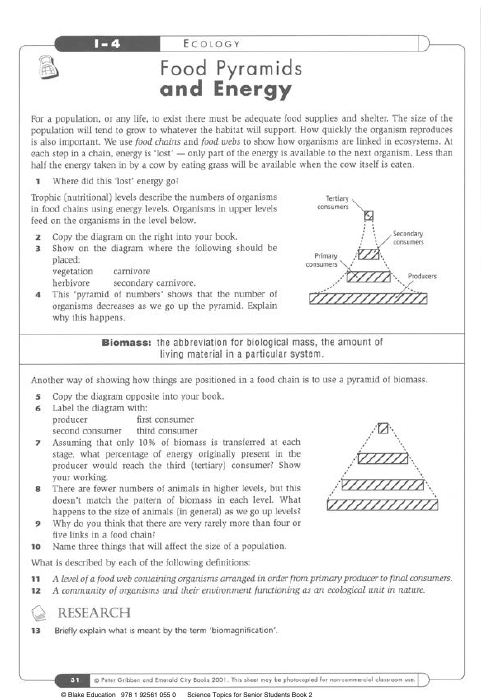 1-4 ECOLOGY
Food Pyramids
and Energy
For a population, or any life, to exist there must be adequate food supplies and shelter. The size of the
population will tend to grow to whatever the habitat will support. How quickly the organism reproduces
is also important. We use food chains and food webs to show how organisms are linked in ecosystems. At
each step in a chain, energy is 'lost' — only part of the energy is available to the next organism. Less than
half the energy taken in by a cow by eating grass will be available when the cow itself is eaten.
1 Where did this 'lost' energy go?
Trophic (nutritional) levels describe the numbers of organisms
in food chains using energy levels. Organisms in upper levels
feed on the organisms in the level below.
2 Copy the diagram on the right into your book.
3 Show on the diagram where the following should be
placed:
vegetation carnivore
herbivore secondary carnivore.
4 This 'pyramid of numbers' shows that the number of
organisms decreases as we go up the pyramid. Explain
why this happens.
Tertiary
consumers
Secondary
consumers
Primary
consumers
Producers
Biomass: the abbreviation for biological mass, the amount of
living material in a particular system.
Another way of showing how things are positioned in a food chain is to use a pyramid of biomass.
5 Copy the diagram opposite into your book.
6 Label the diagram with:
producer first consumer
second consumer third consumer
7 Assuming that only 10% of biomass is transferred at each
stage, what percentage of energy originally present in the
producer would reach the third (tertiary) consumer? Show
your working.
8 There are fewer numbers of animals in higher levels, but this
doesn't match the pattern of biomass in each level. What
happens to the size of animals (in general) as we go up levels?
9 Why do you think that there are very rarely more than four or
five links in a food chain?
10 Name three things that will affect the size of a population.
What is described by each of the following definitions:
11 A level of a food web containing organisms arranged in order from primary producer to final consumers.
12 A community of organisms and their environment functioning as an ecological unit in nature.
RESEARCH
13 Briefly explain what is meant by the term 'biomagnification'.
31 © Peter Gribben and Emerald City Books 2001. This sheet may be photocopied for non-commercial classroom use.
© Blake Education 978 1 92561 055 0 Science Topics for Senior Students Book 2